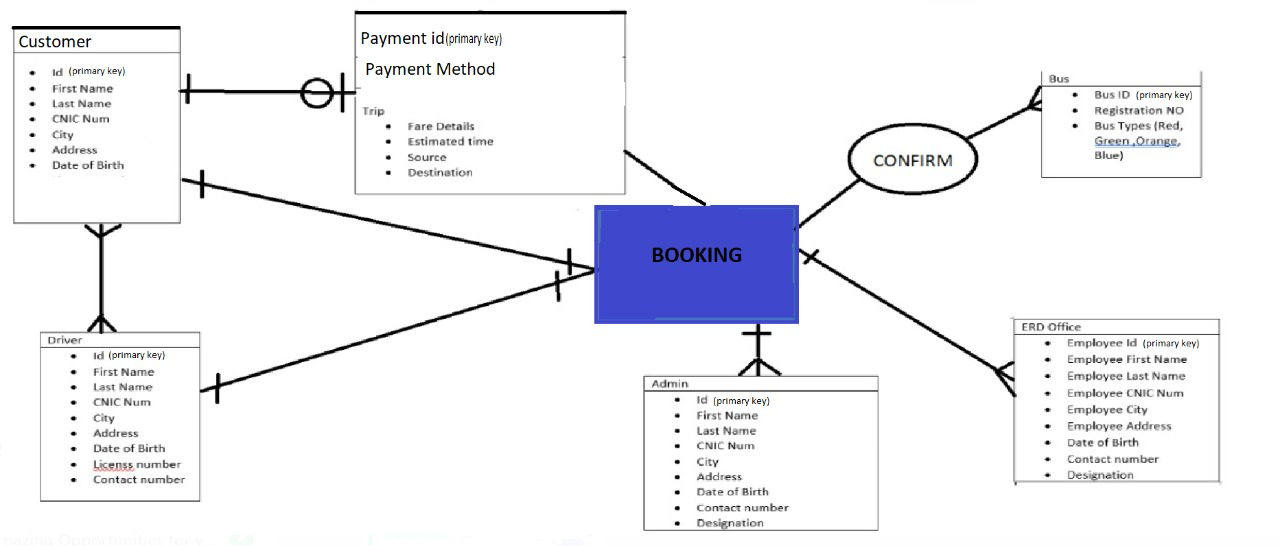 Customer
Id (primary key)
First Name
Last Name
CNIC Num
City
Address
Date of Birth
Payment id(primary key)
Payment Method
Trip
Fare Details
Estimated time
Source
Destination
CONFIRM
Bus
Bus ID (primary key)
Registration NO
Bus Types (Red,
Green ,Orange,
Blue)
BOOKING
Driver
Id (primary key)
First Name
Last Name
CNIC Num
City
Address
Date of Birth
Licenss number
Contact number
Admin
Id (primary key)
First Name
Last Name
CNIC Num
City
Address
Date of Birth
Contact number
Designation
ERD Office
Employee Id (primary key)
Employee First Name
Employee Last Name
Employee CNIC Num
Employee City
Employee Address
Date of Birth
Contact number
Designation